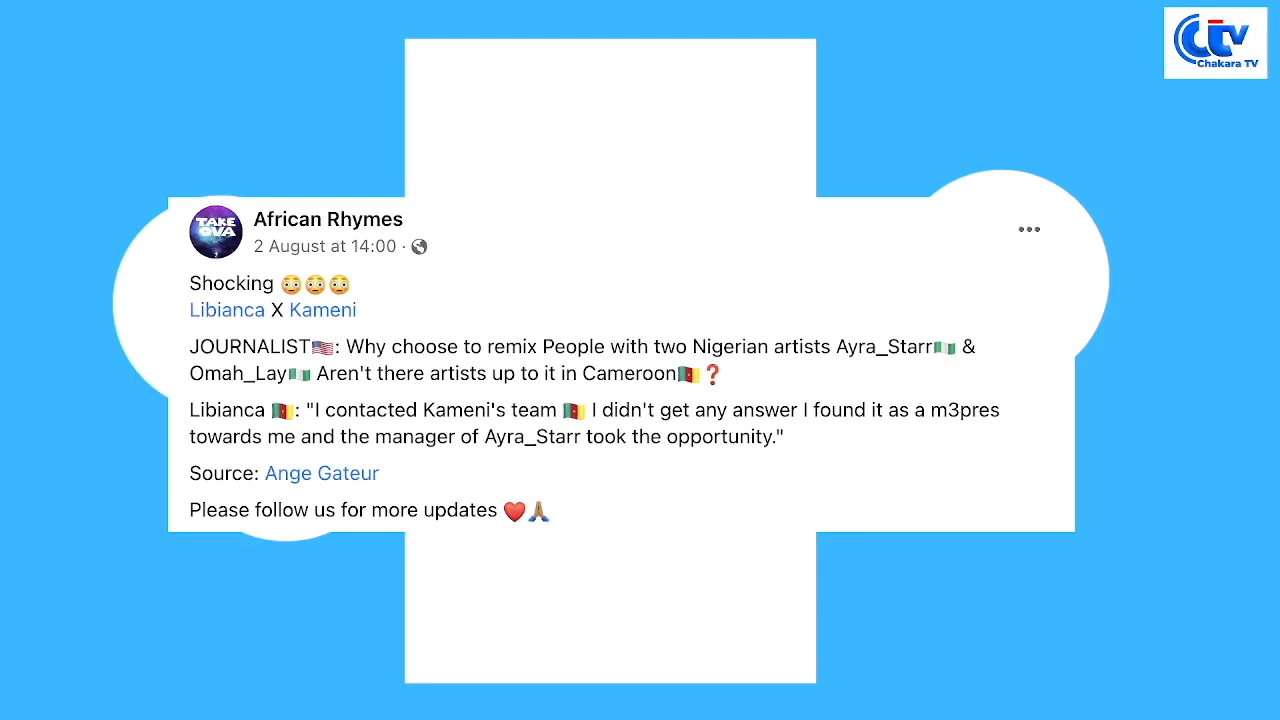 CTV
Chakara TV
TAKE
OVA
African Rhymes
2 August at 14:00 ·
Shocking 😳😳😳
Libianca X Kameni
JOURNALIST🇺🇸: Why choose to remix People with two Nigerian artists Ayra_Starr🇳🇬 &
Omah_Lay🇳🇬 Aren't there artists up to it in Cameroon🇨🇲❓
Libianca 🇨🇲: "I contacted Kameni's team 🇨🇲 I didn't get any answer I found it as a m3pres
towards me and the manager of Ayra_Starr took the opportunity."
Source: Ange Gateur
Please follow us for more updates ❤️🙏🏽